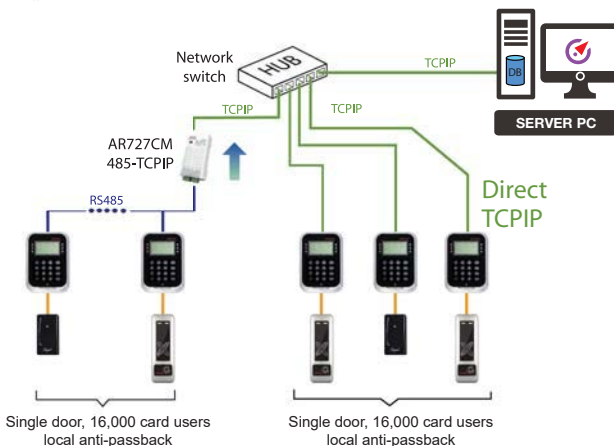 Network
switch
HUB
TCPIP
DB
SERVER PC
TCPIP
TCPIP
AR727CM
485-TCPIP
RS485
Direct
TCPIP
Single door, 16,000 card users
local anti-passback
Single door, 16,000 card users
local anti-passback